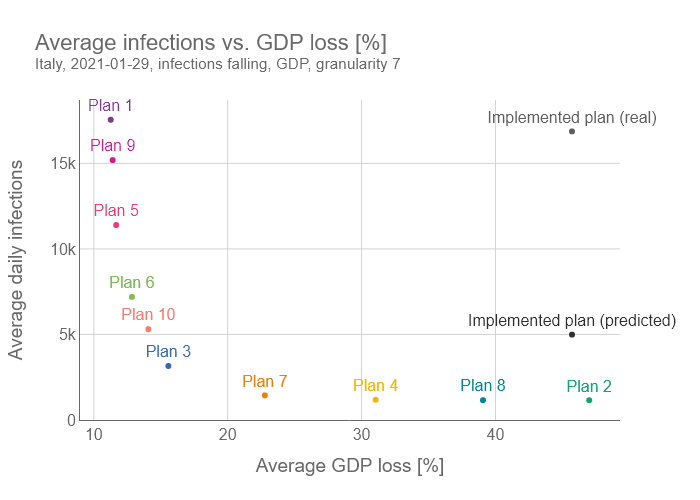 Average infections vs. GDP loss [%]
Italy, 2021-01-29, infections falling, GDP, granularity 7
Plan 1
Implemented plan (real)
Plan 9
15k
Plan 5
10k
Plan 6
Plan 10
Implemented plan (predicted)
5k
Plan 3
Plan 7
Plan 4
Plan 8
Plan 2
0
10
20
30
40
Average daily infections
Average GDP loss [%]